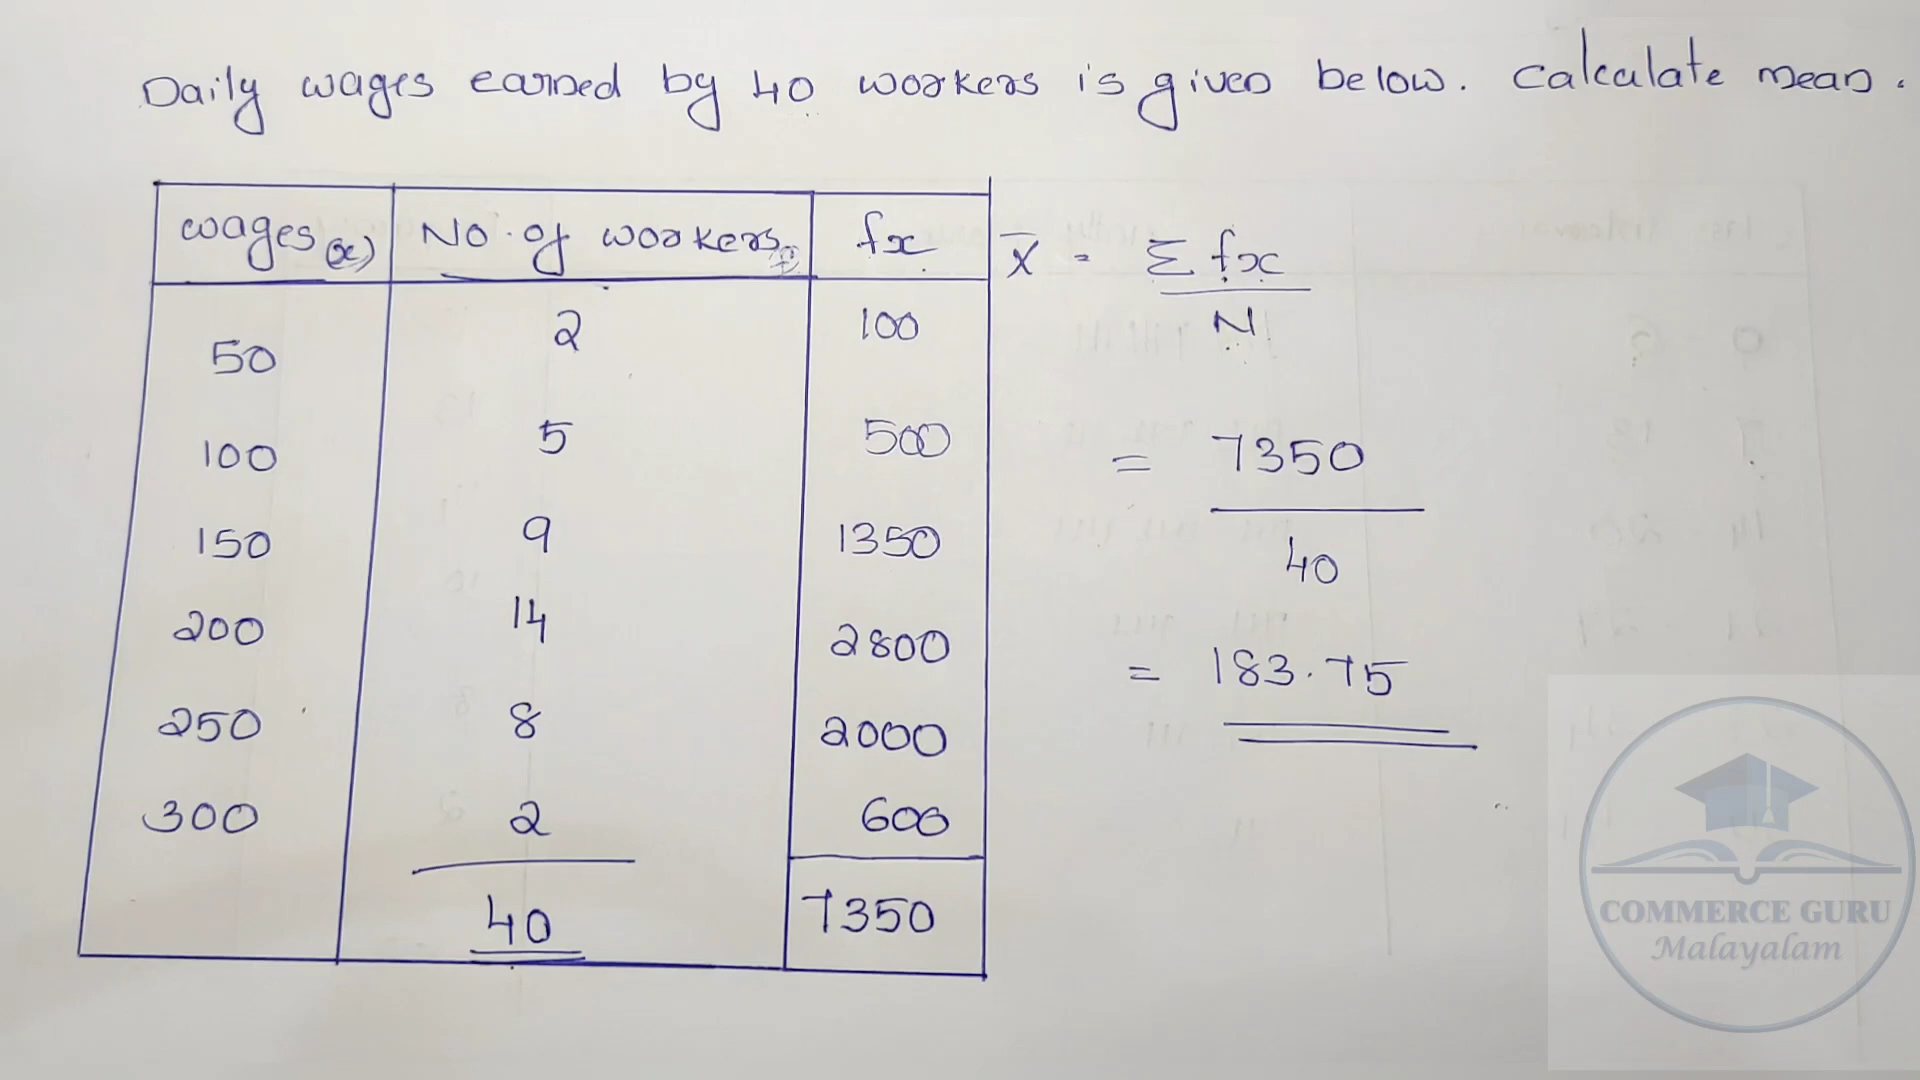 Daily wages earned by 40 workers is given below. Calculate mean.
wages (x) No. of workers f fx
50 2 100
100 5 500
150 9 1350
200 14 2800
250 8 2000
300 2 600
40 7350
X̄ = Σfx
N
= 7350
40
= 183.75
COMMERCE GURU
Malayalam